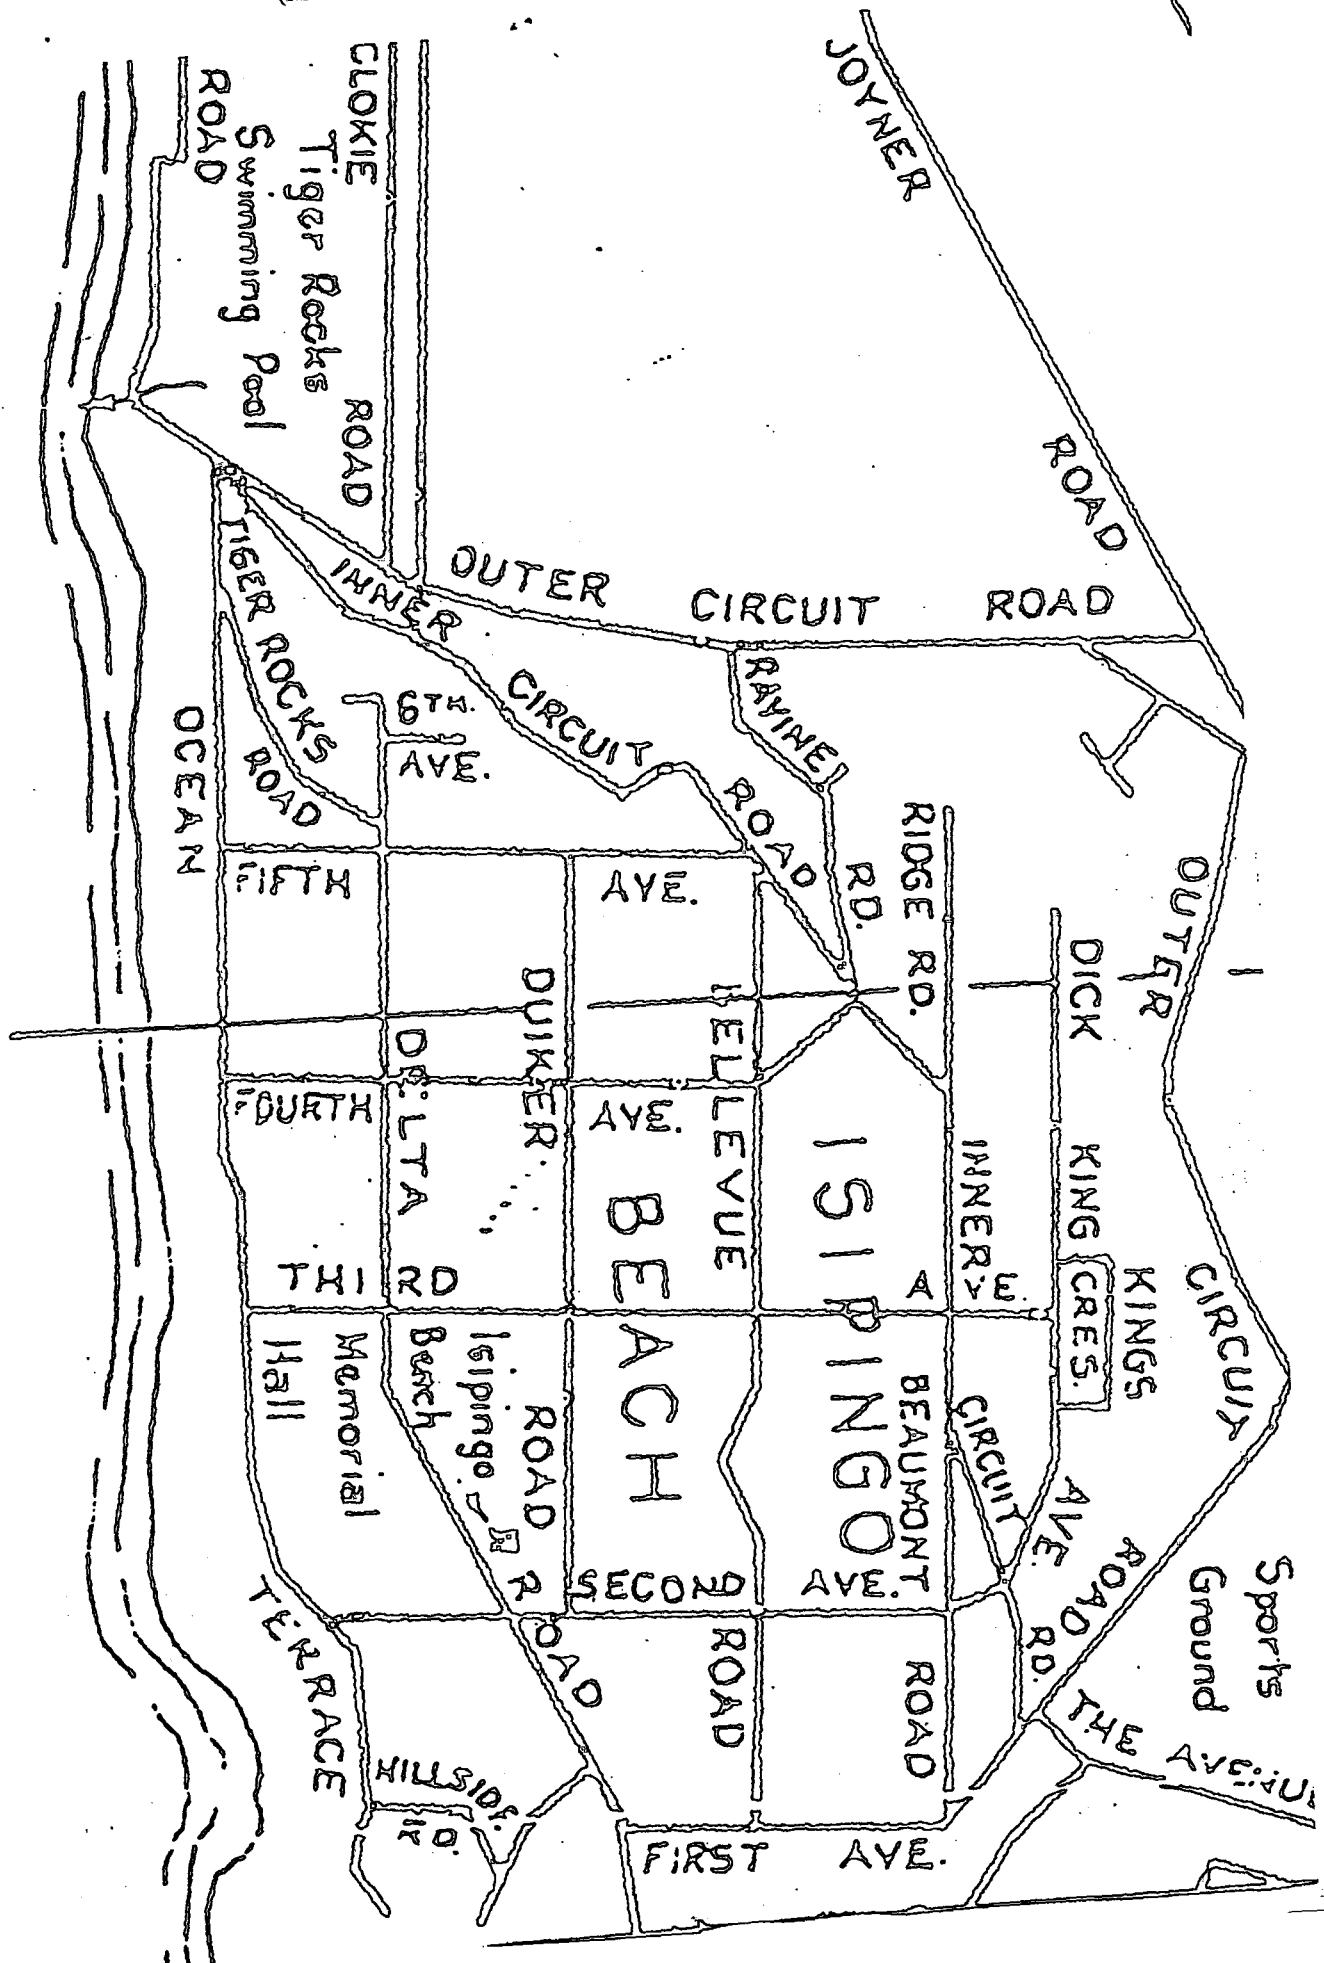 JOYNER ROAD
CLOKIE ROAD
Tiger Rocks
Swimming Pool
ROAD
OUTER CIRCUIT ROAD
INNER CIRCUIT ROAD
RAVINE RD.
TIGER ROCKS ROAD
6TH. AVE.
OCEAN TERRACE
FIFTH AVE.
RIDGE RD.
DICK KING CRES.
KINGS AVE.
OUTER CIRCUIT ROAD
DUIKER ROAD
DELTA ROAD
BELLEVUE ROAD
FOURTH AVE.
ISIPINGO
BEACH
INNER CIRCUIT RD.
THIRD AVE.
Memorial
Hall
Isipingo
Beach
BEAUMONT ROAD
SECOND AVE.
Sports
Ground
THE AVENU
HILLSIDE
RD.
FIRST AVE.